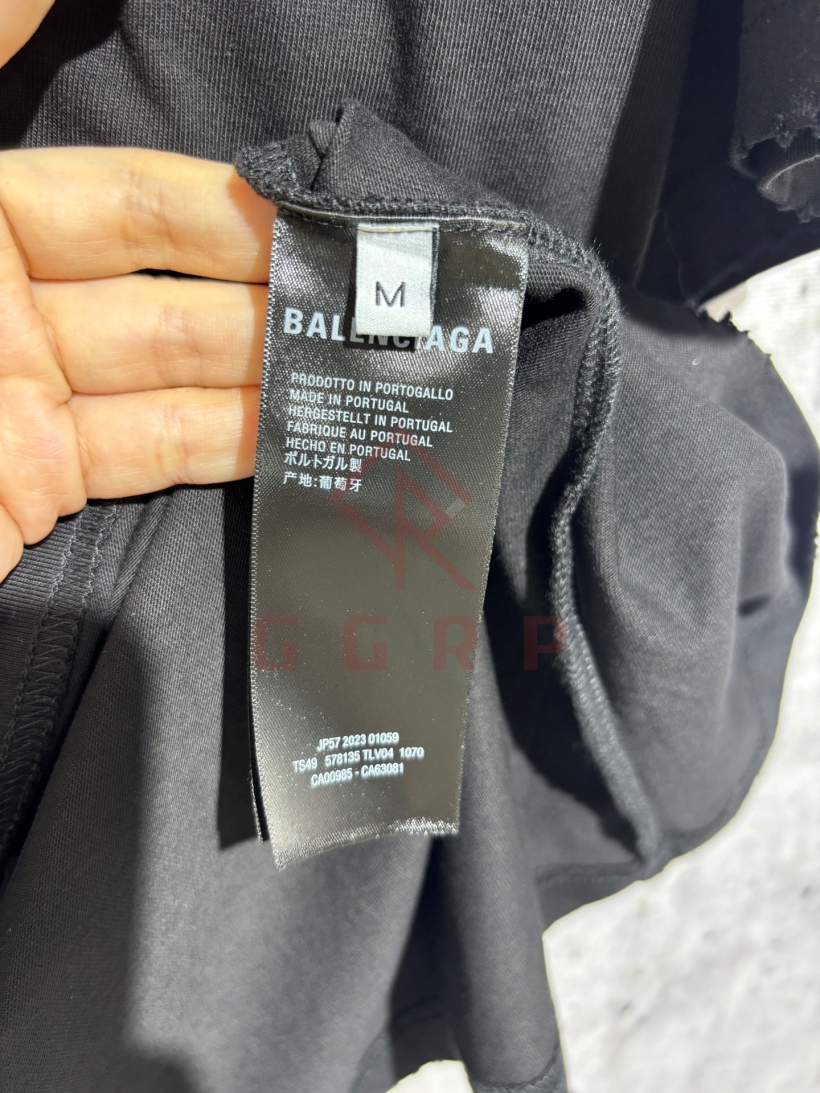 M
BALENCIAGA
PRODOTTO IN PORTOGALLO
MADE IN PORTUGAL
HERGESTELLT IN PORTUGAL
FABRIQUE AU PORTUGAL
HECHO EN PORTUGAL
ポルトガル製
产地:葡萄牙
GGRP
JP57 2023 01059
TS49 578135 TLV04 1070
CA00985 - CA63081